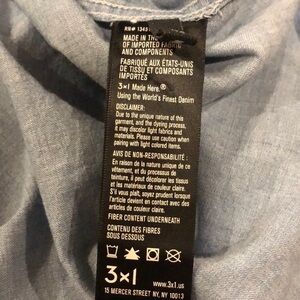 RN# 13451
MADE IN THE
OF IMPORTED FABRIC
AND COMPONENTS
FABRIQUÉ AUX ÉTATS-UNIS
DE TISSU ET COMPOSANTS
IMPORTÉS
3×1 Made Here.®
Using the World's Finest Denim
DISCLAIMER:
Due to the unique nature of this
garment, and the dyeing process,
it may discolor light fabrics and
materials. Please use caution when
pairing with light colored items.
AVIS DE NON-RESPONSABILITÉ:
En raison de la nature unique de ce
vêtement, et du processus de
teinture, il peut décolorer les tissus
et les matériaux de couleur claire.
S'il vous plaît, soyez prudent lorsque
l'article devient en contact avec des
articles de couleur claire.
FIBER CONTENT UNDERNEATH
CONTENU DES FIBRES
SOUS DESSOUS
3×1
www.3x1.us
15 MERCER STREET NY, NY 10013